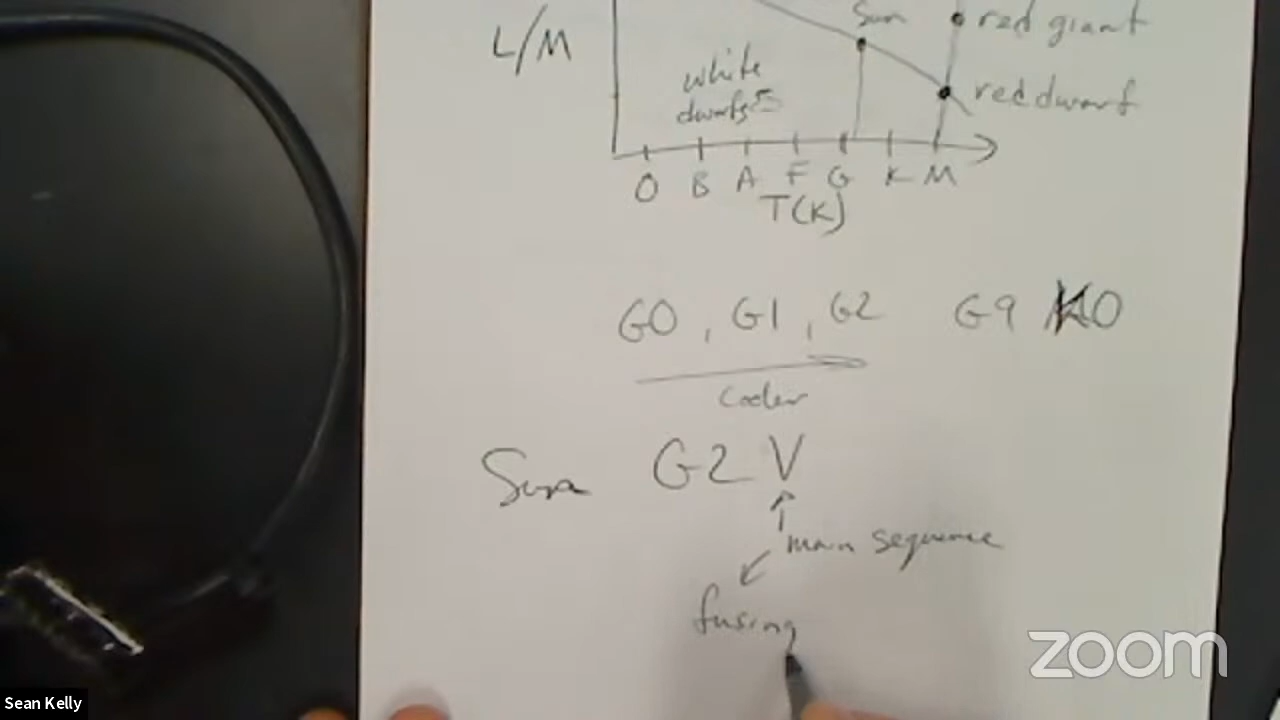 Sun
red giant
L/M
white
dwarfs
red dwarf
O B A F G K M
T(K)
G0, G1, G2 G9 K0
cooler
Sun G2 V
main sequence
fusing
zoom
Sean Kelly